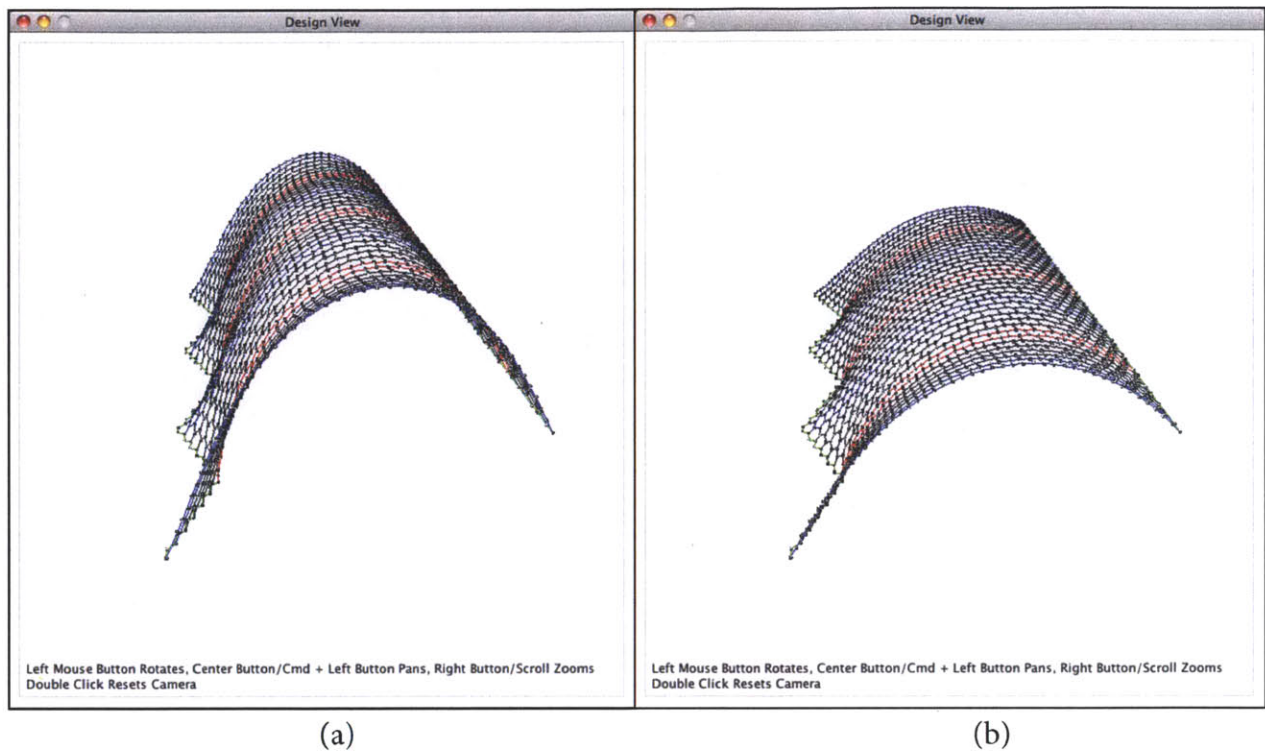 Design View
Left Mouse Button Rotates, Center Button/Cmd + Left Button Pans, Right Button/Scroll Zooms
Double Click Resets Camera
(a)
Design View
Left Mouse Button Rotates, Center Button/Cmd + Left Button Pans, Right Button/Scroll Zooms
Double Click Resets Camera
(b)